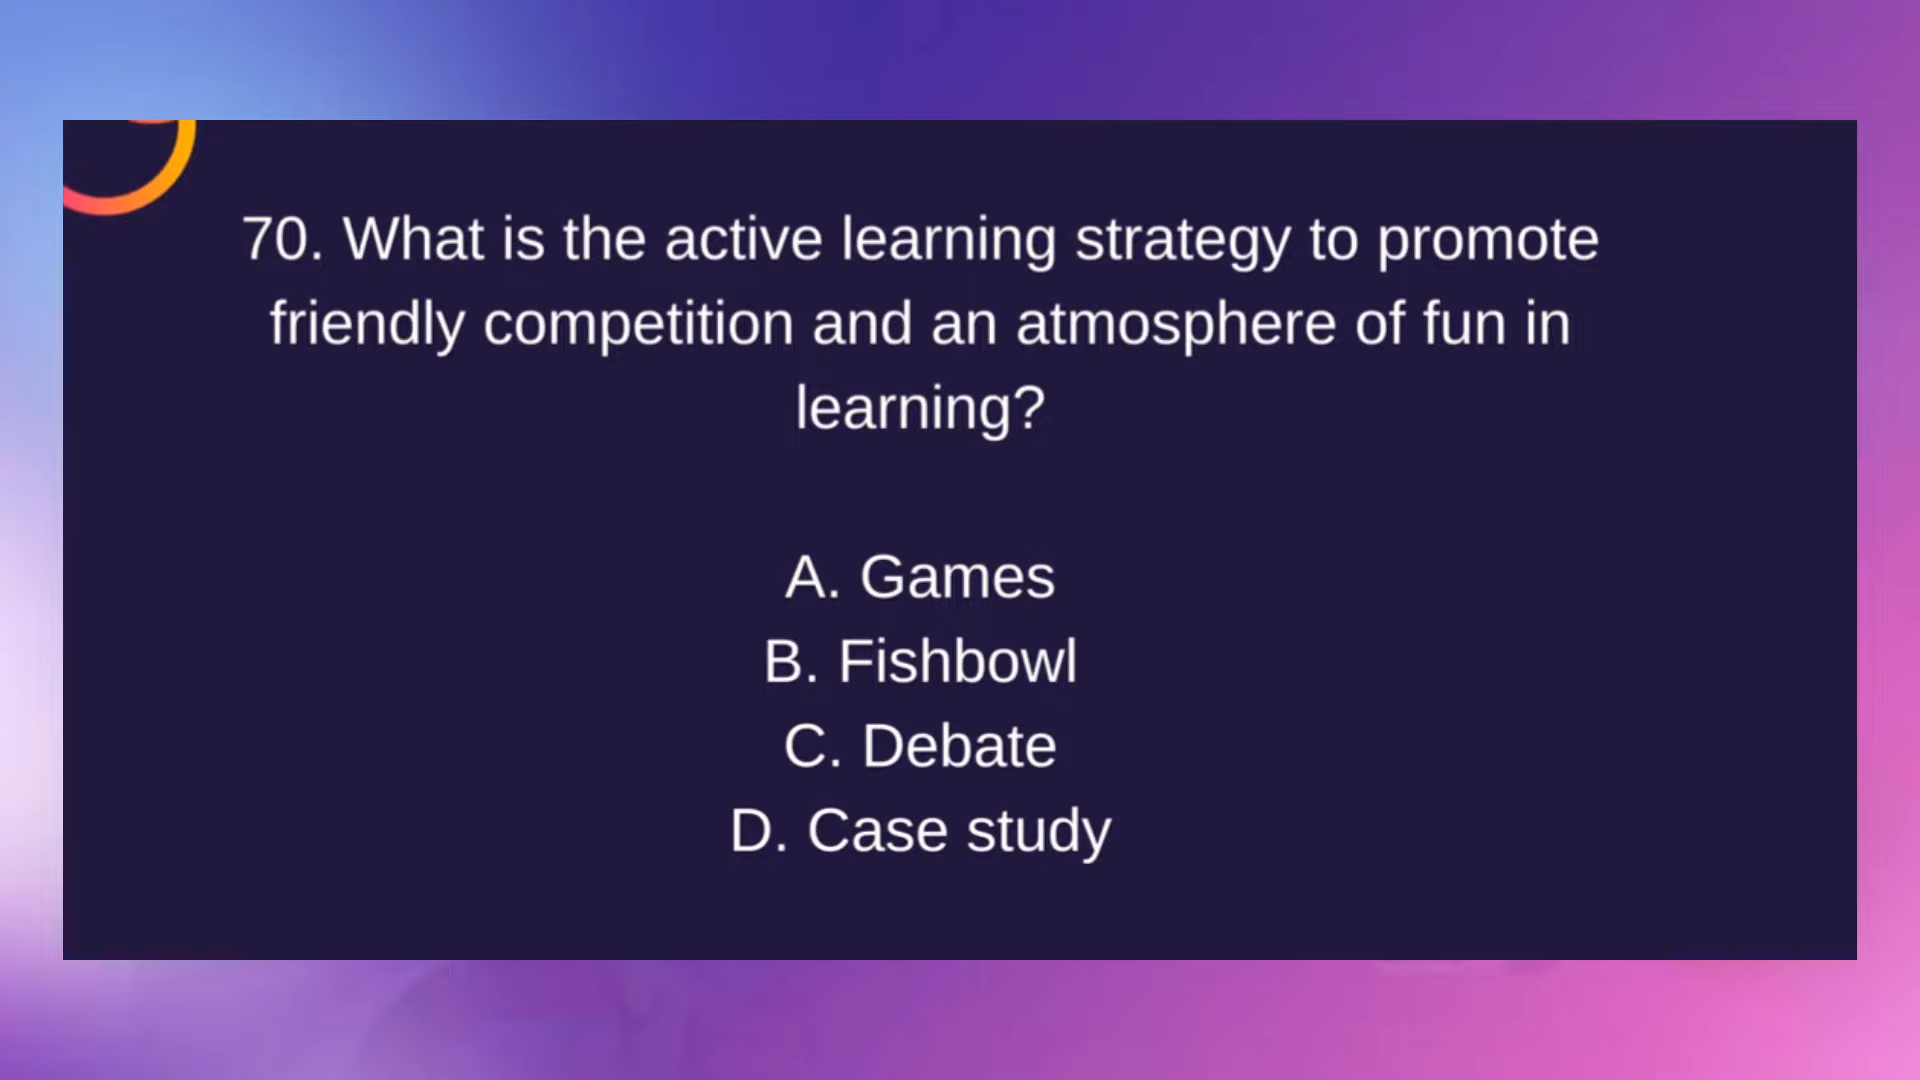 70. What is the active learning strategy to promote
friendly competition and an atmosphere of fun in
learning?
A. Games
B. Fishbowl
C. Debate
D. Case study